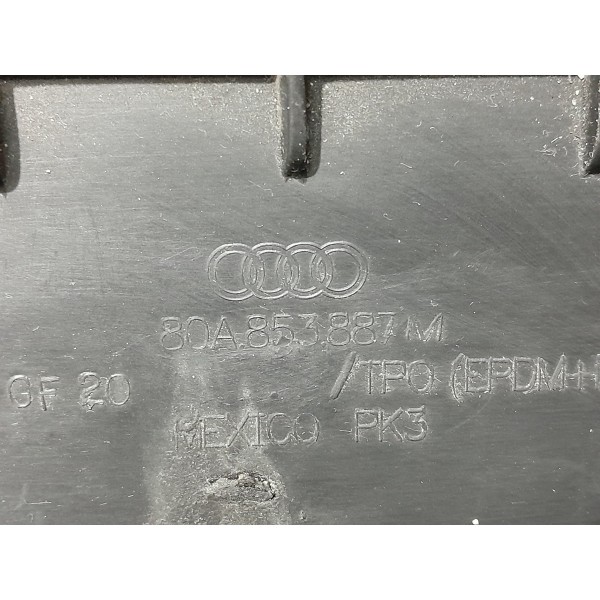 80A.853.887.M
GF 20 /TPO (EPDM+
MEXICO PK3